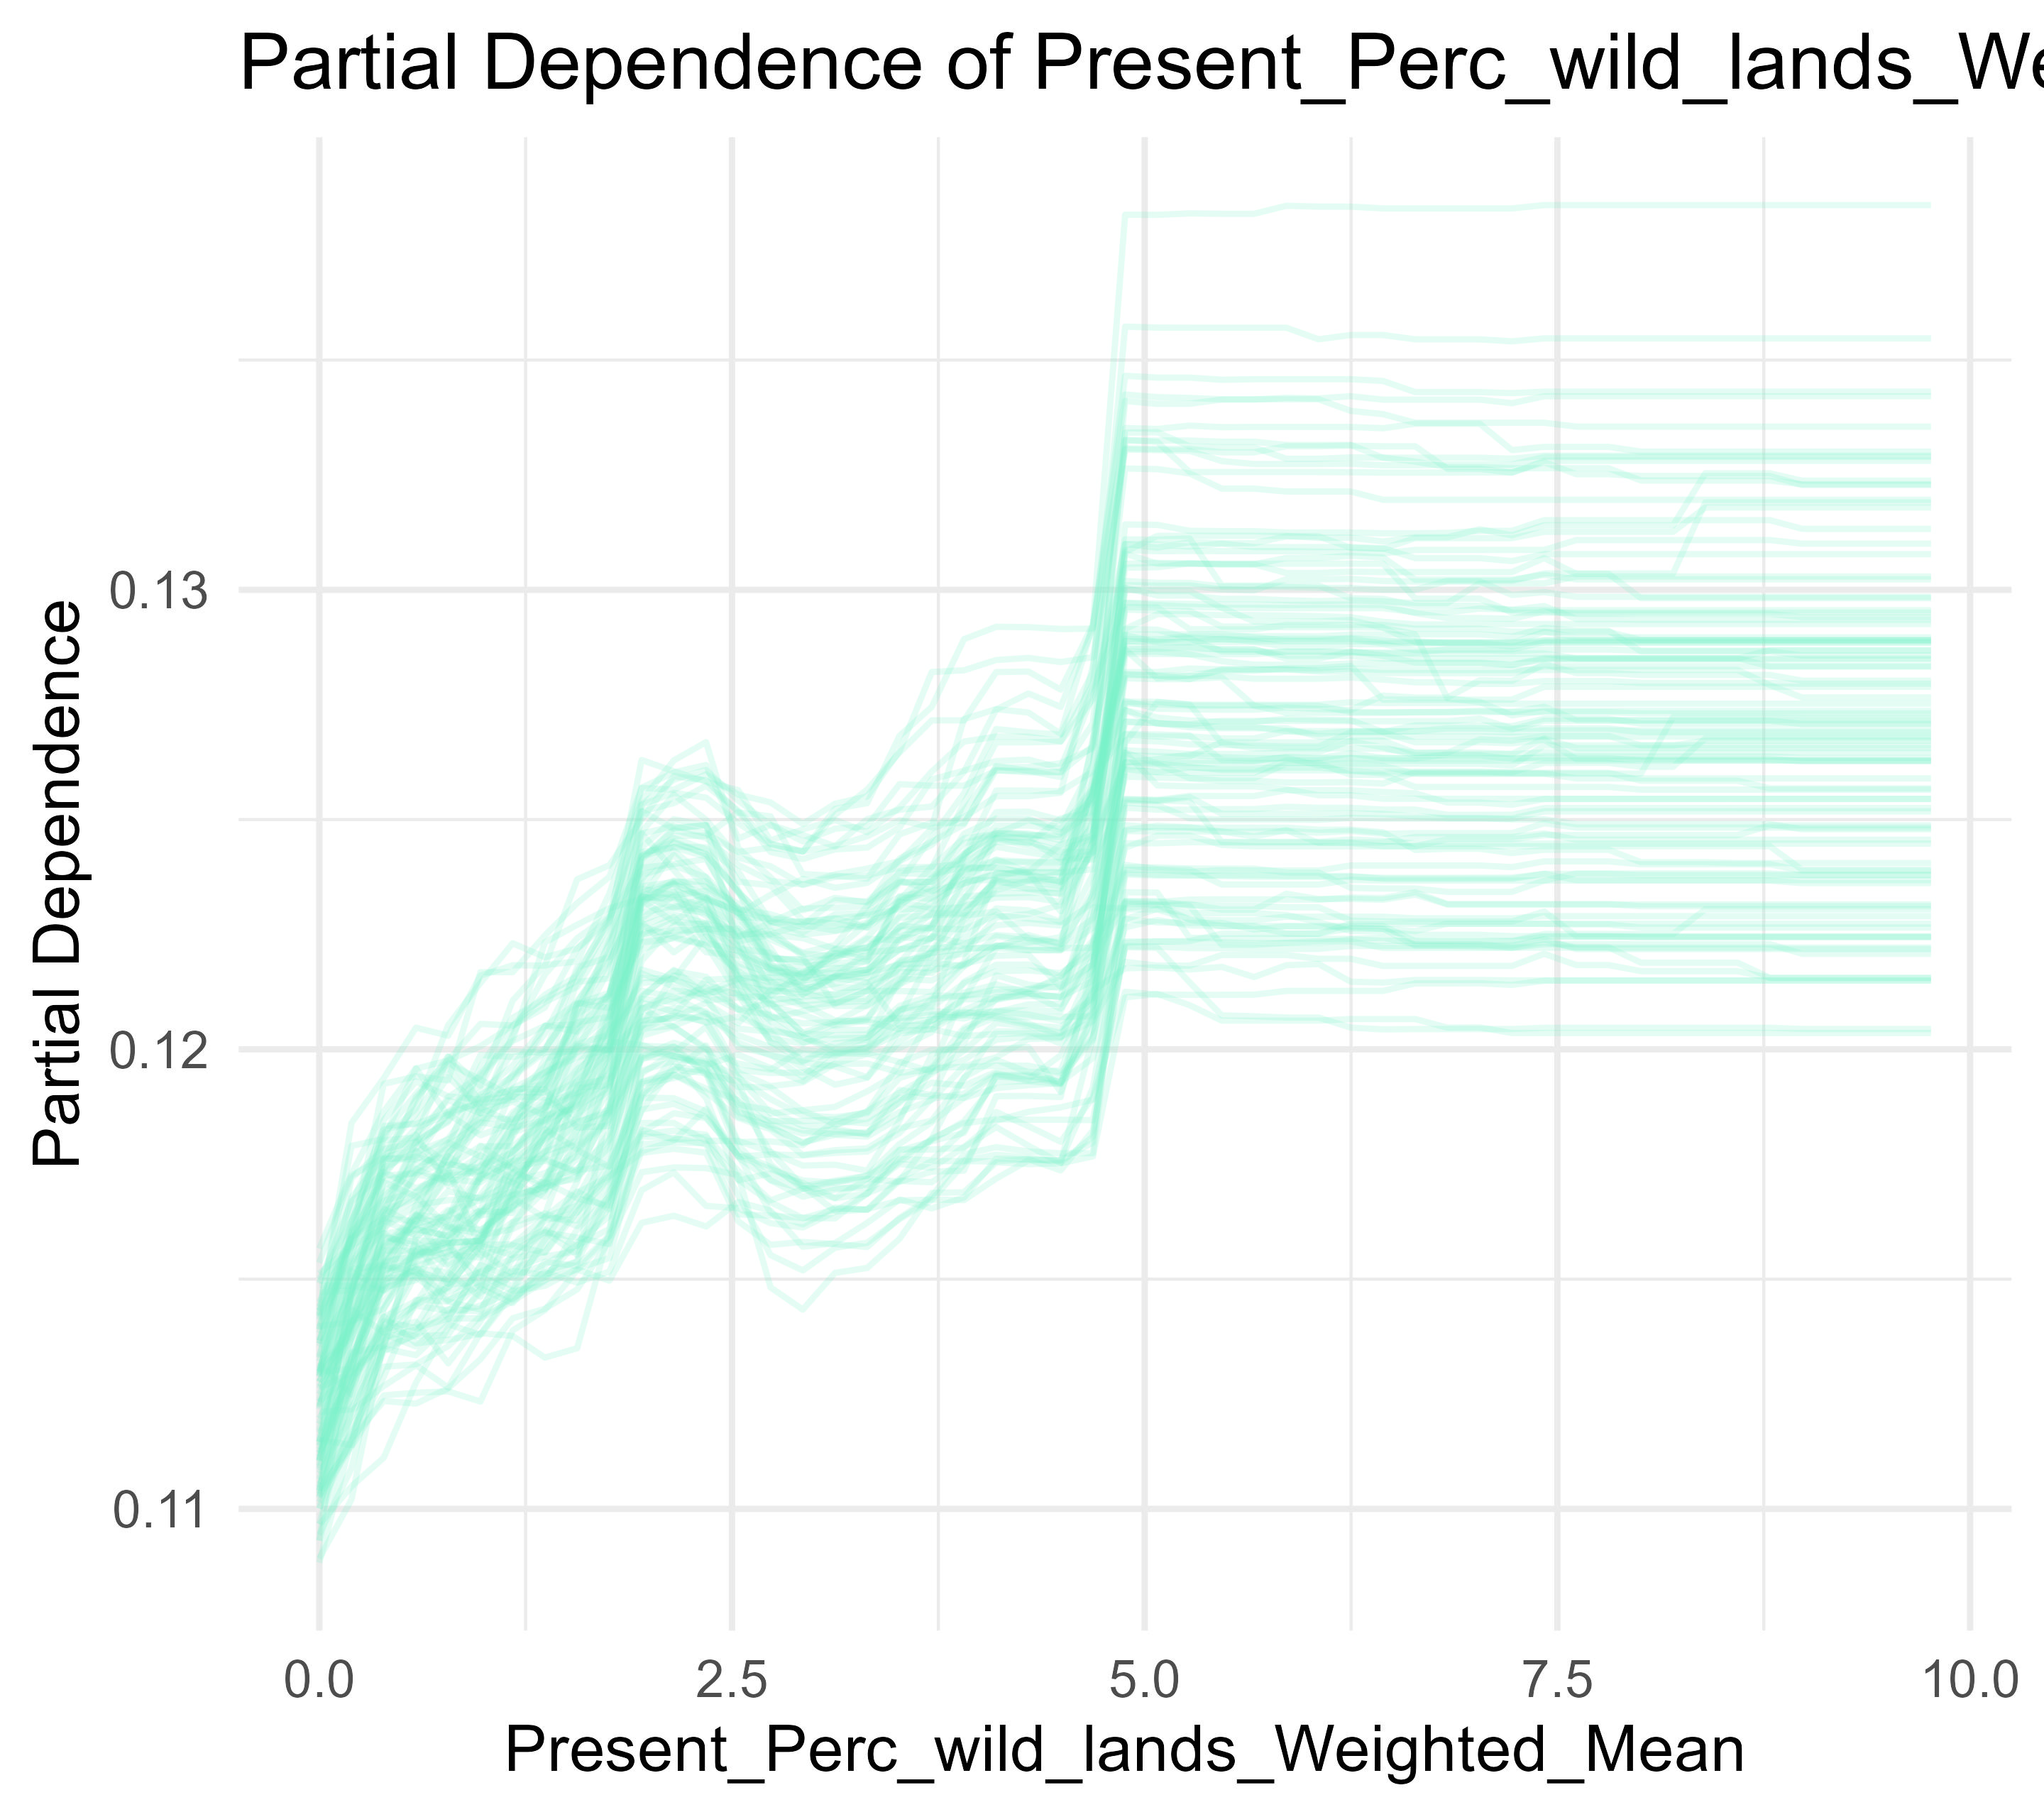 Partial Dependence of Present_Perc_wild_lands_We
Partial Dependence
0.13
0.12
0.11
0.0 2.5 5.0 7.5 10.0
Present_Perc_wild_lands_Weighted_Mean